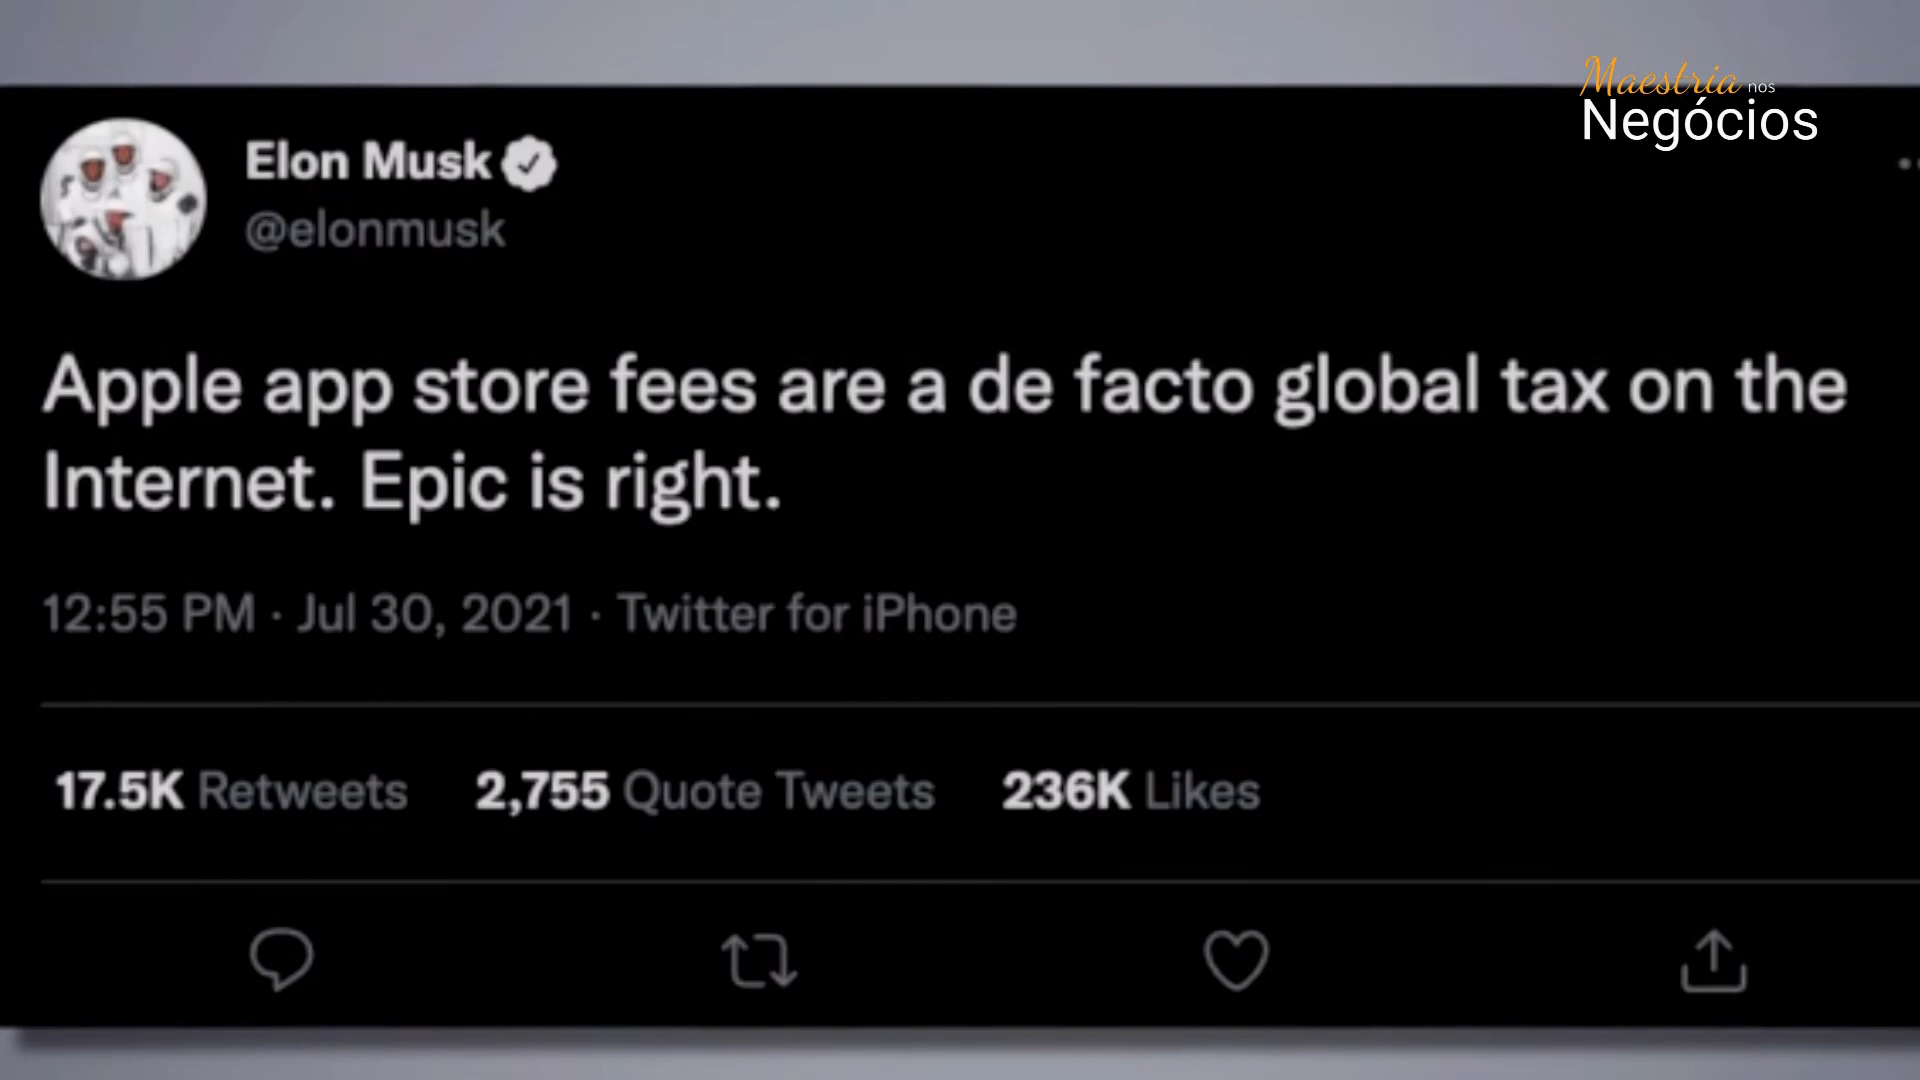 Maestria nos
Negócios
Elon Musk
@elonmusk
Apple app store fees are a de facto global tax on the
Internet. Epic is right.
12:55 PM · Jul 30, 2021 · Twitter for iPhone
17.5K Retweets 2,755 Quote Tweets 236K Likes